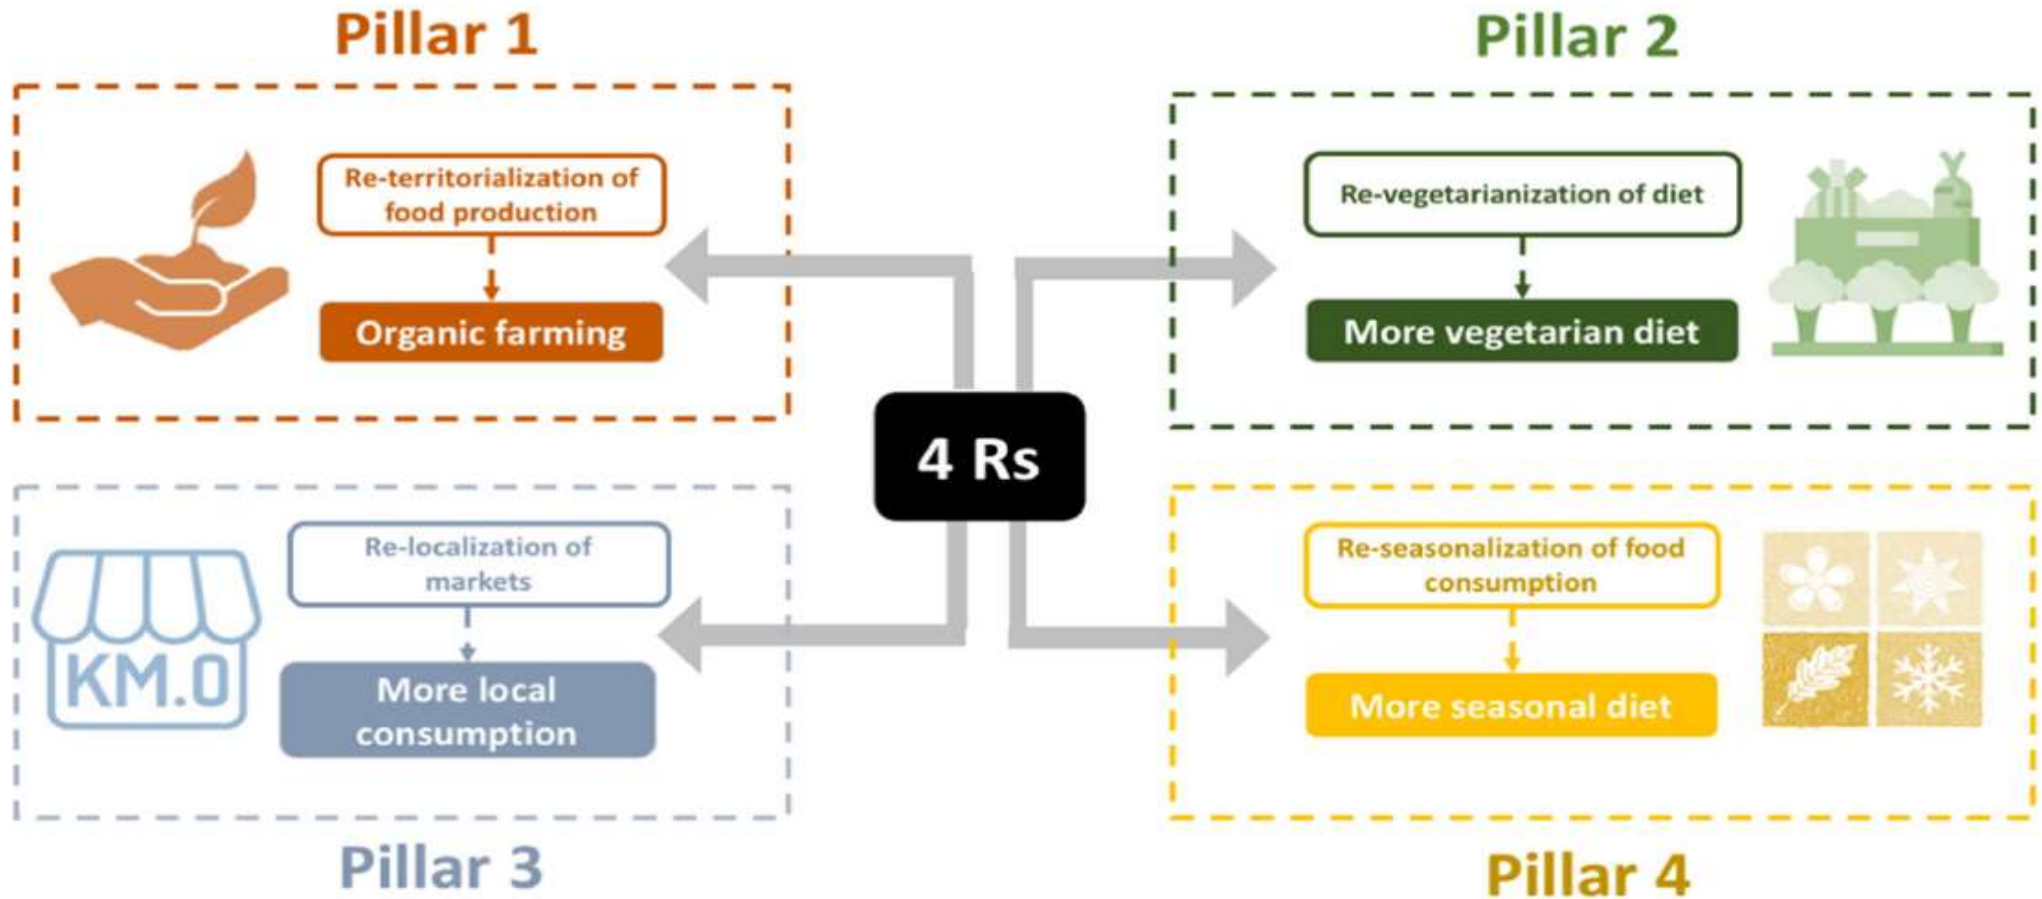 Pillar 1
Re-territorialization of
food production
Organic farming
Pillar 2
Re-vegetarianization of diet
More vegetarian diet
4 Rs
Re-localization of
markets
KM.0
More local
consumption
Pillar 3
Re-seasonalization of food
consumption
More seasonal diet
Pillar 4